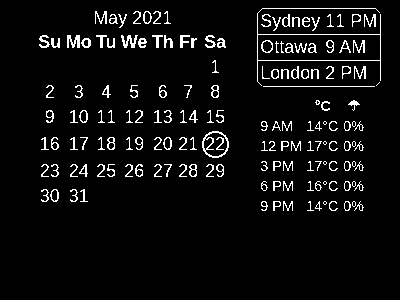 May 2021
Su Mo Tu We Th Fr Sa
1
2 3 4 5 6 7 8
9 10 11 12 13 14 15
16 17 18 19 20 21 22
23 24 25 26 27 28 29
30 31
Sydney 11 PM
Ottawa 9 AM
London 2 PM
°C ☂
9 AM 14°C 0%
12 PM 17°C 0%
3 PM 17°C 0%
6 PM 16°C 0%
9 PM 14°C 0%